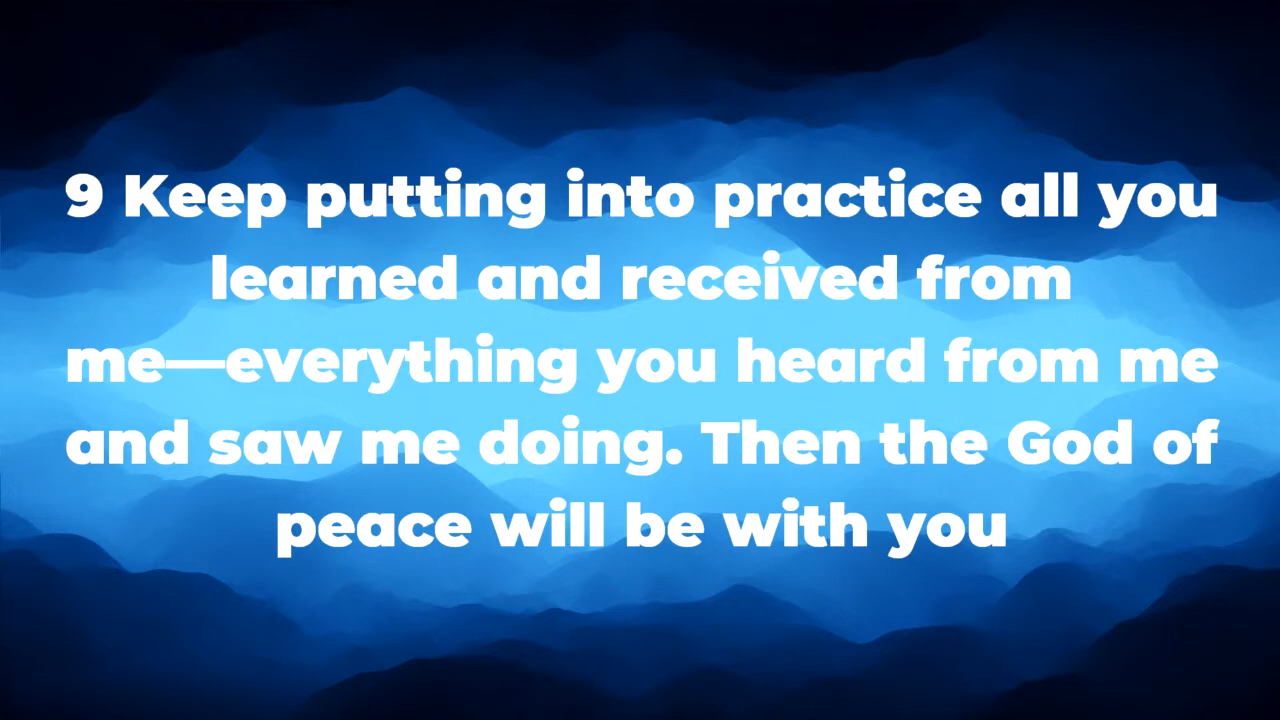 9 Keep putting into practice all you
learned and received from
me—everything you heard from me
and saw me doing. Then the God of
peace will be with you